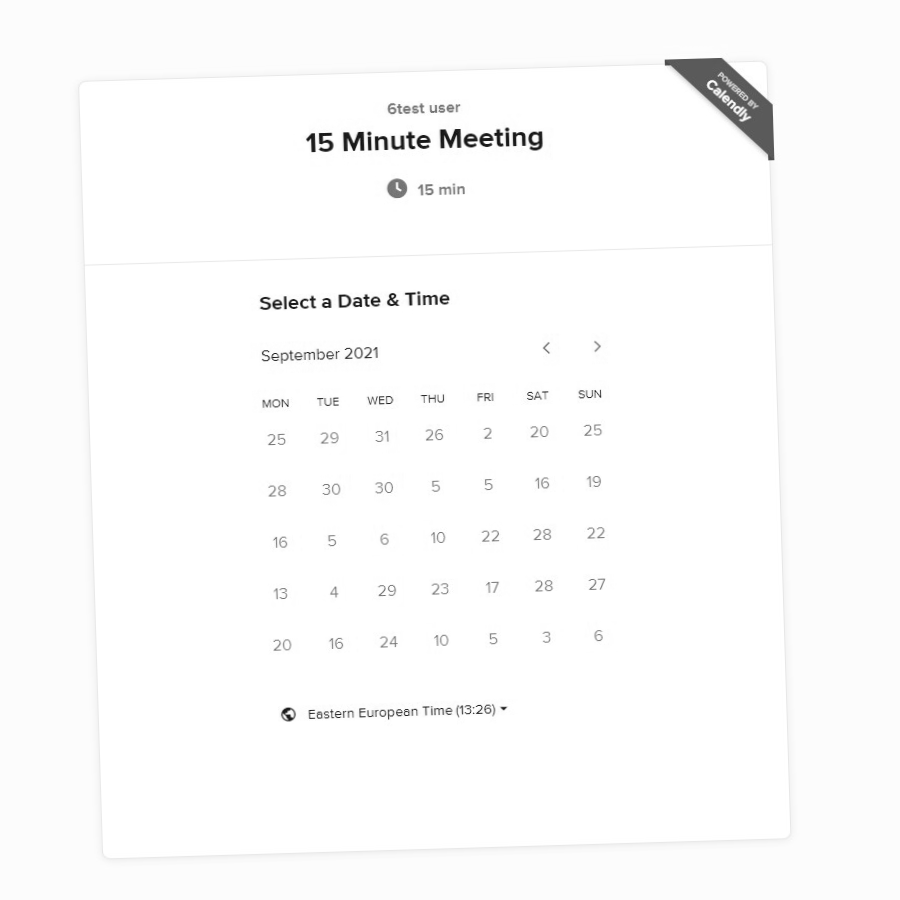 POWERED BY
Calendly
6test user
15 Minute Meeting
15 min
Select a Date & Time
September 2021
MON TUE WED THU FRI SAT SUN
25 29 31 26 2 20 25
28 30 30 5 5 16 19
16 5 6 10 22 28 22
13 4 29 23 17 28 27
20 16 24 10 5 3 6
Eastern European Time (13:26)